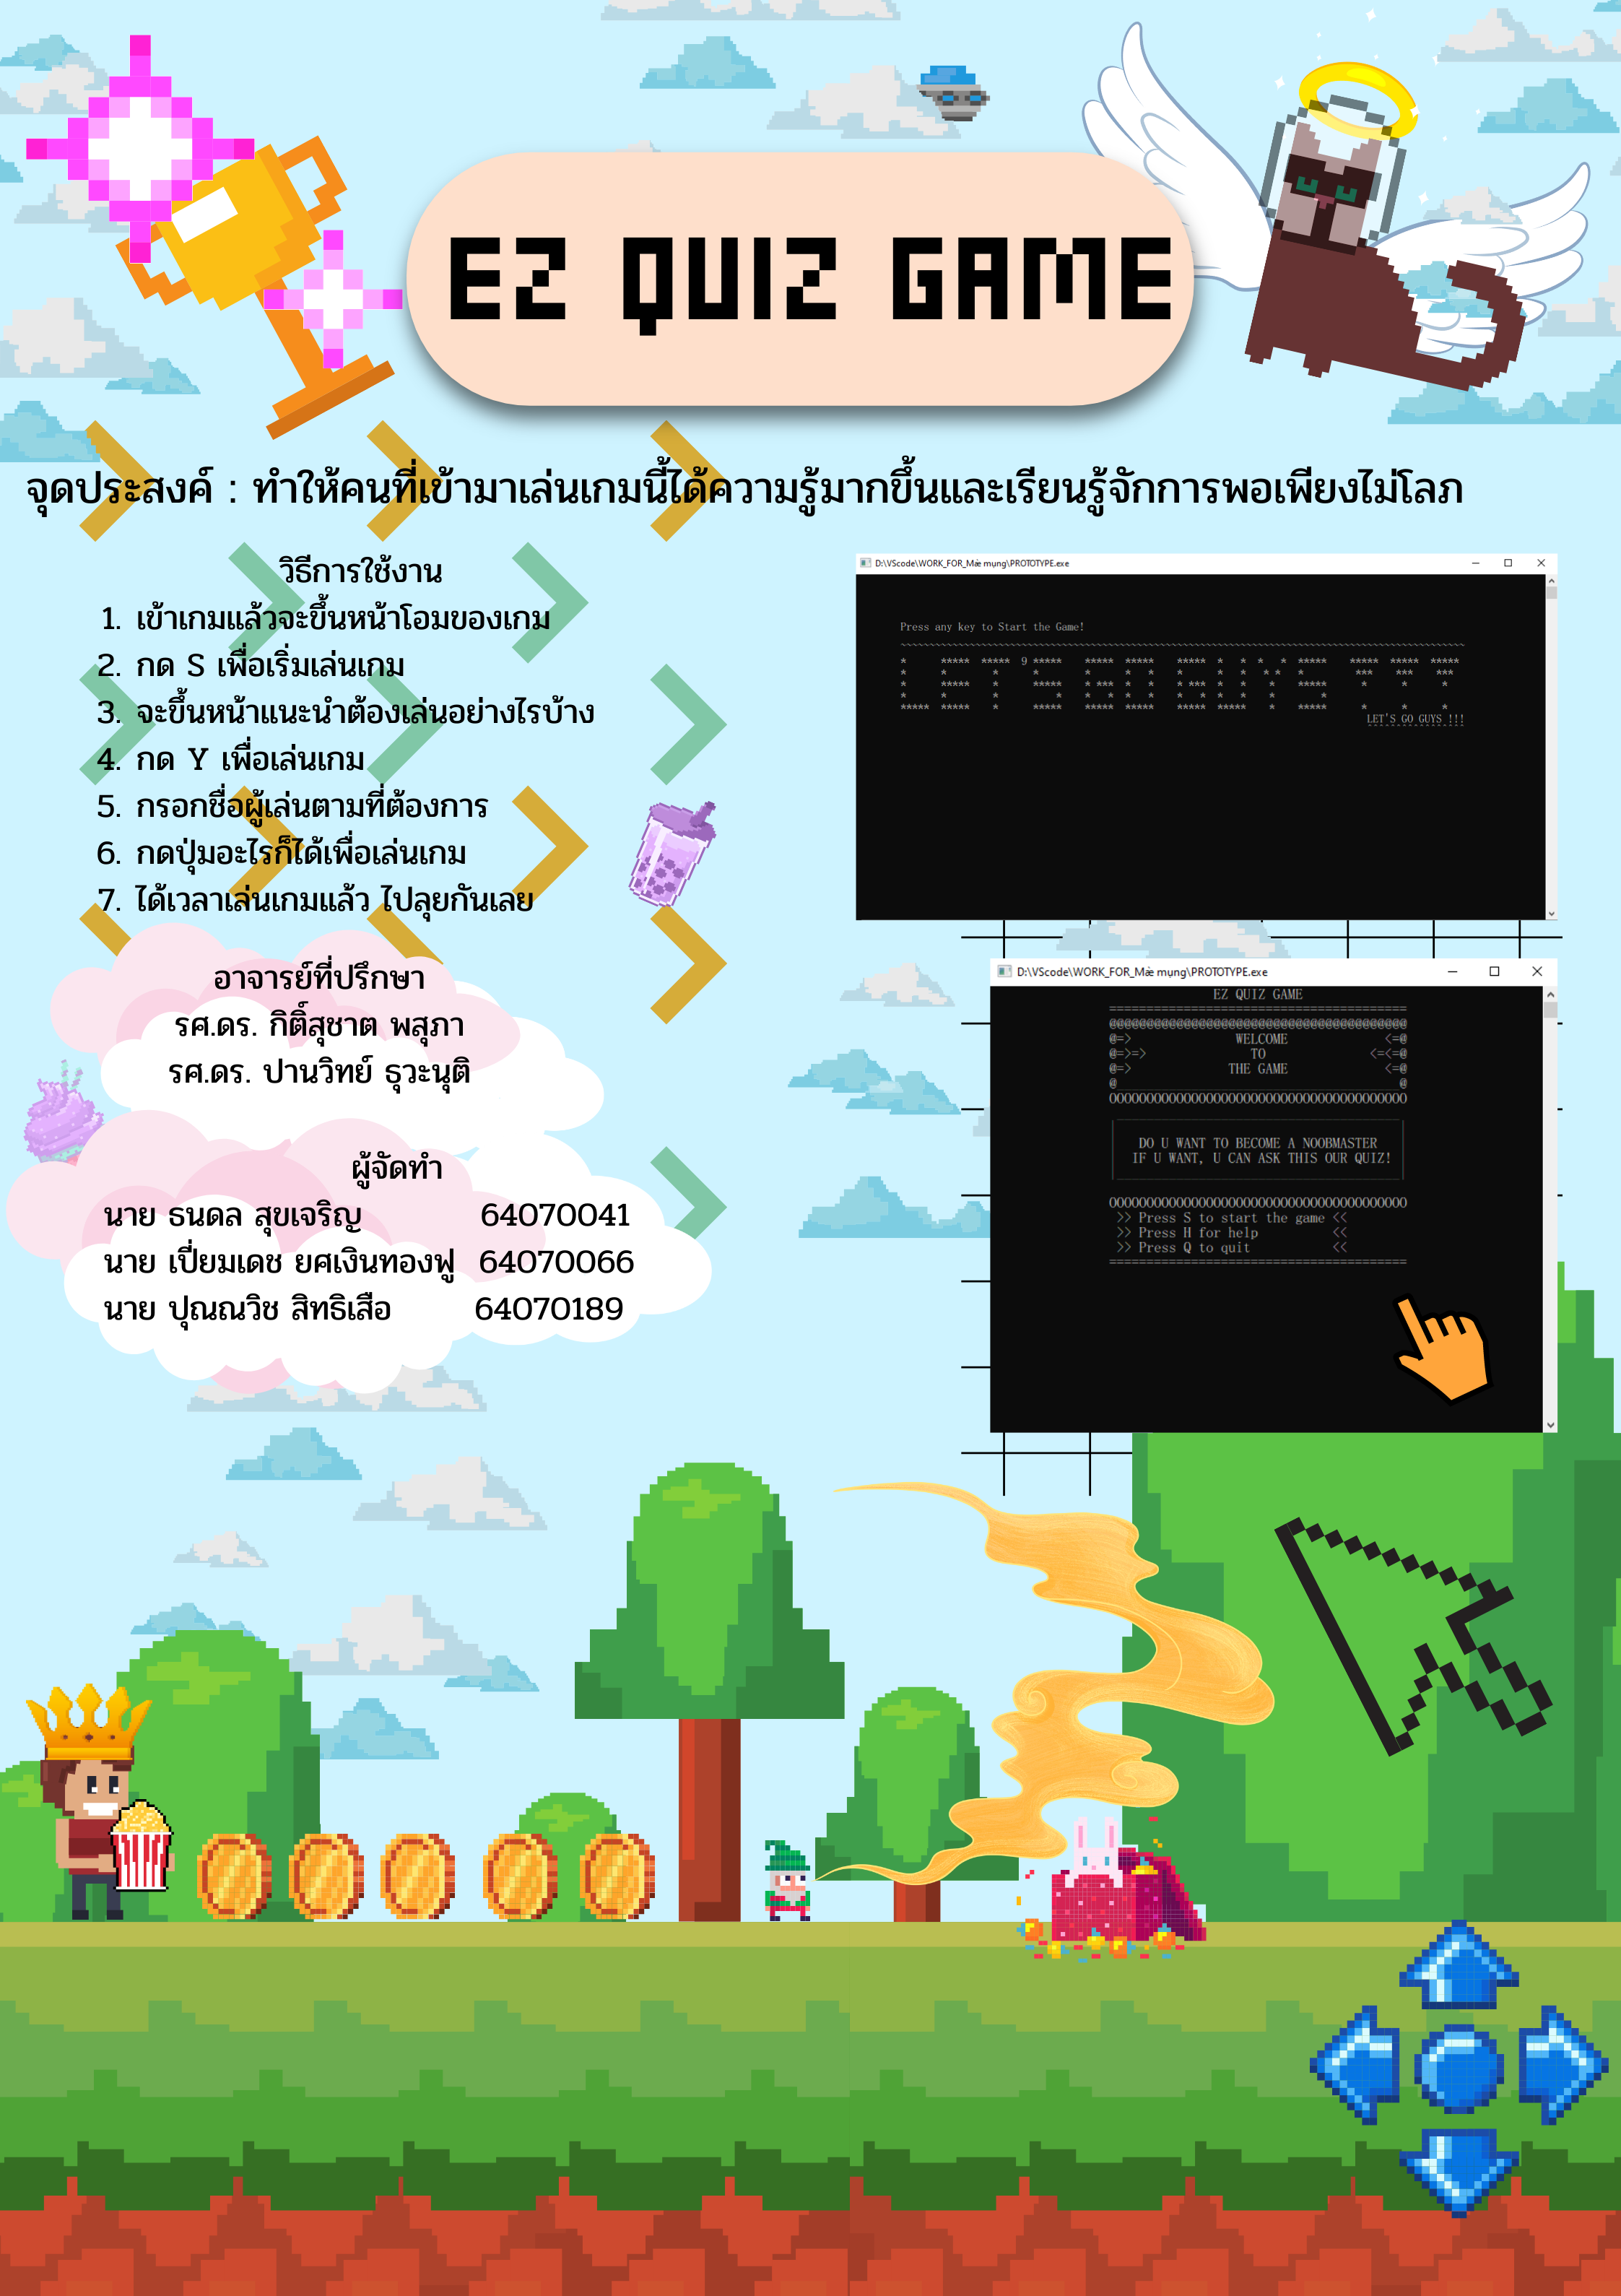 EZ QUIZ GAME
จุดประสงค์ : ทำให้คนที่เข้ามาเล่นเกมนี้ได้ความรู้มากขึ้นและเรียนรู้จักการพอเพียงไม่โลภ
วิธีการใช้งาน
1. เข้าเกมแล้วจะขึ้นหน้าโฮมของเกม
2. กด S เพื่อเริ่มเล่นเกม
3. จะขึ้นหน้าแนะนำต้องเล่นอย่างไรบ้าง
4. กด Y เพื่อเล่นเกม
5. กรอกชื่อผู้เล่นตามที่ต้องการ
6. กดปุ่มอะไรก็ได้เพื่อเล่นเกม
7. ได้เวลาเล่นเกมแล้ว ไปลุยกันเลย
อาจารย์ที่ปรึกษา
รศ.ดร. กิติ์สุชาต พสุภา
รศ.ดร. ปานวิทย์ ธุวะนุติ
ผู้จัดทำ
นาย ธนดล สุขเจริญ 64070041
นาย เปี่ยมเดช ยศเงินทองฟู 64070066
นาย ปุณณวิช สิทธิเสือ 64070189
D:\VScode\WORK_FOR_Mæ mụng\PROTOTYPE.exe
Press any key to Start the Game!
LET'S GO GUYS !!!
D:\VScode\WORK_FOR_Mæ mụng\PROTOTYPE.exe
EZ QUIZ GAME
@=> WELCOME <=@
@=>=> TO <=<=@
@=> THE GAME <=@
DO U WANT TO BECOME A NOOBMASTER
IF U WANT, U CAN ASK THIS OUR QUIZ!
>> Press S to start the game <<
>> Press H for help <<
>> Press Q to quit <<